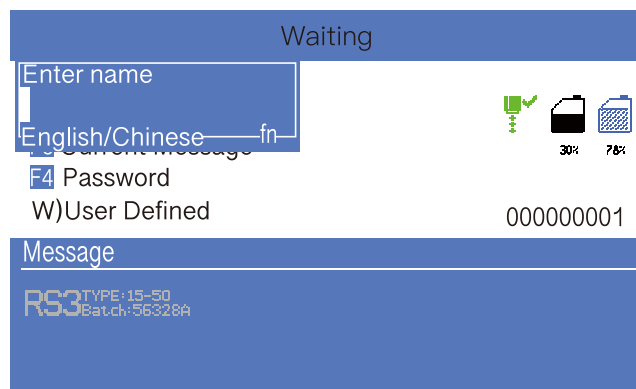 Waiting
Enter name
English/Chinese fn
Current Message
F4 Password
W)User Defined
30%
78%
000000001
Message
RS3 TYPE:15-50
Batch:56328A